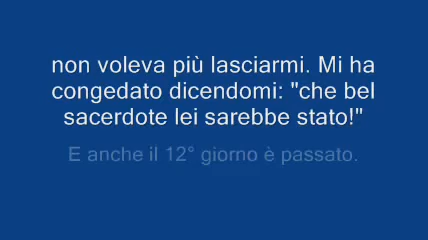 non voleva più lasciarmi. Mi ha
congedato dicendomi: "che bel
sacerdote lei sarebbe stato!"
E anche il 12° giorno è passato.